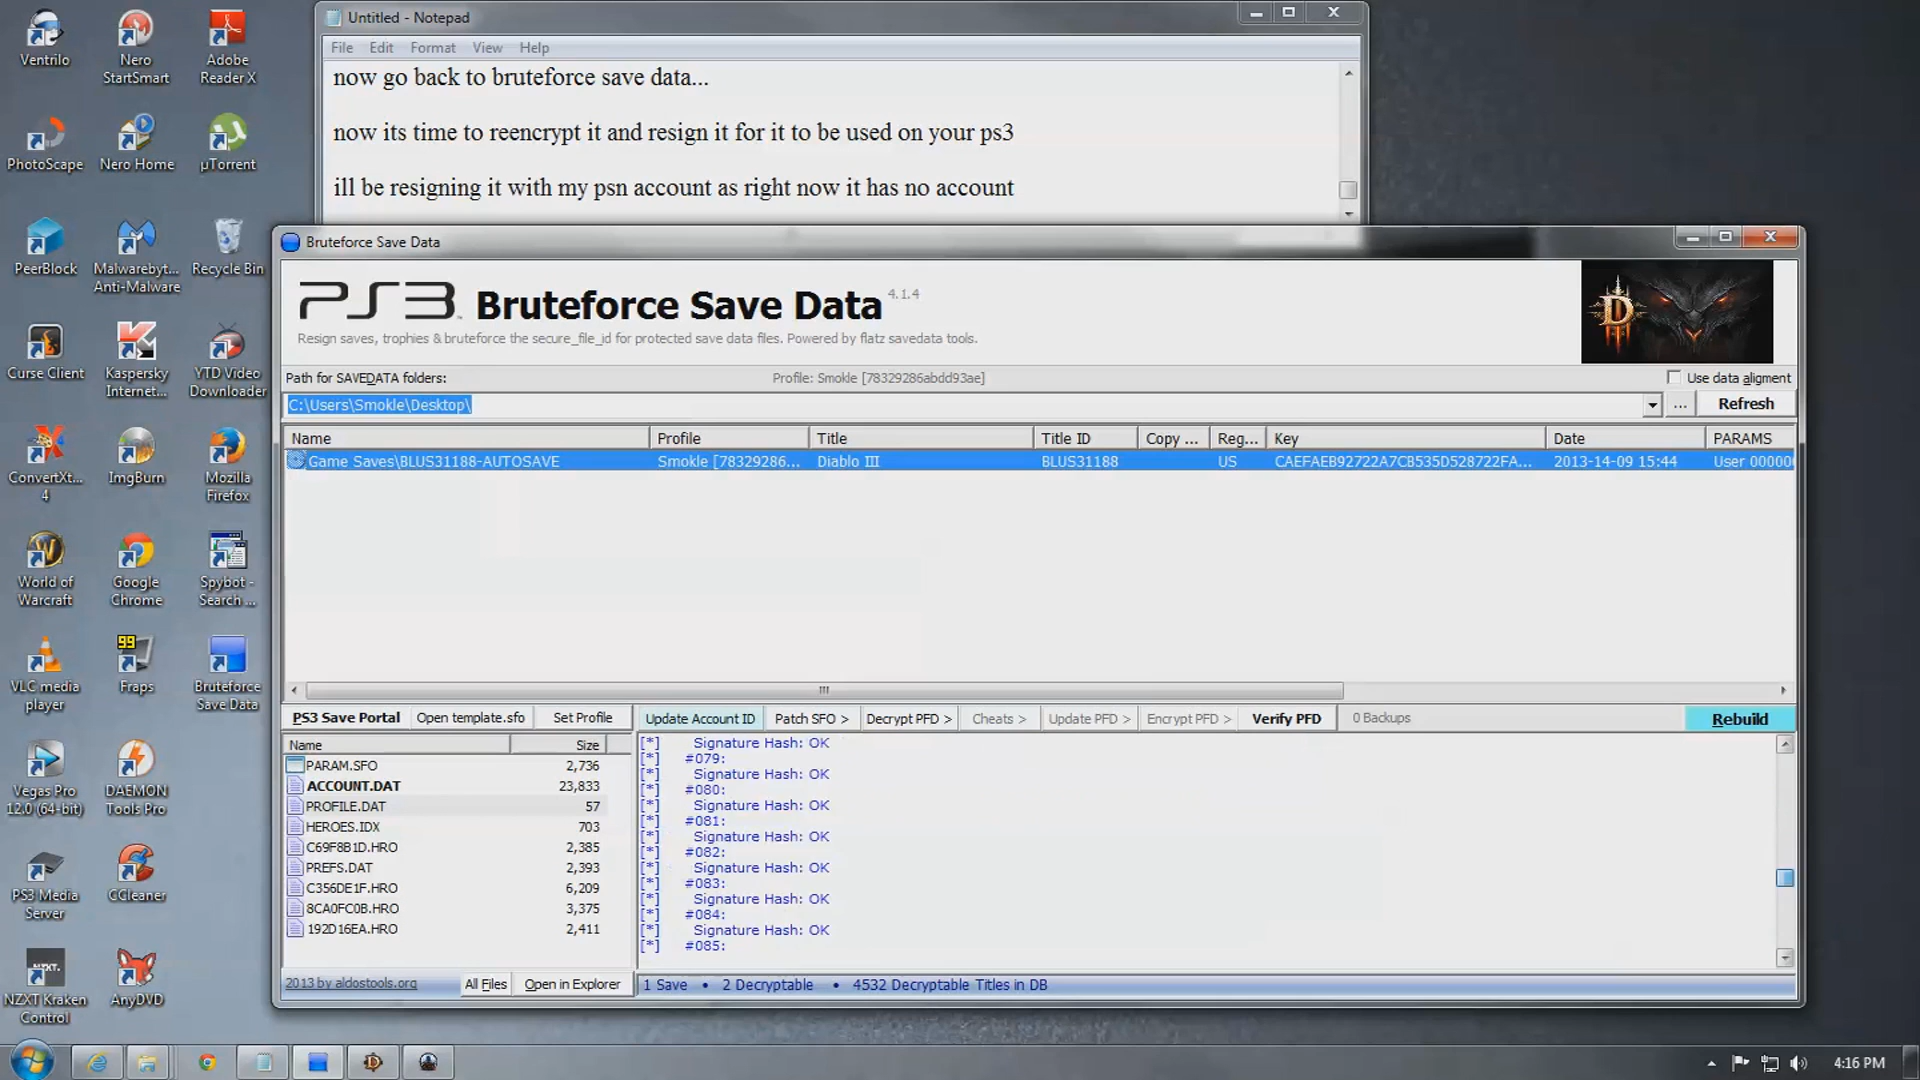 Ventrilo
Nero StartSmart
Adobe Reader X
PhotoScape
Nero Home
µTorrent
PeerBlock
Malwarebyt... Anti-Malware
Recycle Bin
Curse Client
Kaspersky Internet...
YTD Video Downloader
ConvertXt... 4
ImgBurn
Mozilla Firefox
World of Warcraft
Google Chrome
Spybot - Search ...
VLC media player
99
Fraps
Bruteforce Save Data
Vegas Pro 12.0 (64-bit)
DAEMON Tools Pro
PS3 Media Server
CCleaner
NZXT
NZXT Kraken Control
AnyDVD
Untitled - Notepad
File Edit Format View Help
now go back to bruteforce save data...
now its time to reencrypt it and resign it for it to be used on your ps3
ill be resigning it with my psn account as right now it has no account
Bruteforce Save Data
PS3 Bruteforce Save Data 4.1.4
Resign saves, trophies & bruteforce the secure_file_id for protected save data files. Powered by flatz savedata tools.
Path for SAVEDATA folders: Profile: Smokle [78329286abdd93ae] Use data aligment
C:\Users\Smokle\Desktop\ ... Refresh
Name Profile Title Title ID Copy ... Reg... Key Date PARAMS
Game Saves\BLUS31188-AUTOSAVE Smokle [78329286... Diablo III BLUS31188 US CAEFAEB92722A7CB535D528722FA... 2013-14-09 15:44 User 00000
PS3 Save Portal Open template.sfo Set Profile Update Account ID Patch SFO > Decrypt PFD > Cheats > Update PFD > Encrypt PFD > Verify PFD 0 Backups Rebuild
Name Size
PARAM.SFO 2,736
ACCOUNT.DAT 23,833
PROFILE.DAT 57
HEROES.IDX 703
C69F8B1D.HRO 2,385
PREFS.DAT 2,393
C356DE1F.HRO 6,209
8CA0FC0B.HRO 3,375
192D16EA.HRO 2,411
[*] Signature Hash: OK
[*] #079:
[*] Signature Hash: OK
[*] #080:
[*] Signature Hash: OK
[*] #081:
[*] Signature Hash: OK
[*] #082:
[*] Signature Hash: OK
[*] #083:
[*] Signature Hash: OK
[*] #084:
[*] Signature Hash: OK
[*] #085:
2013 by aldostools.org All Files Open in Explorer 1 Save • 2 Decryptable • 4532 Decryptable Titles in DB
4:16 PM